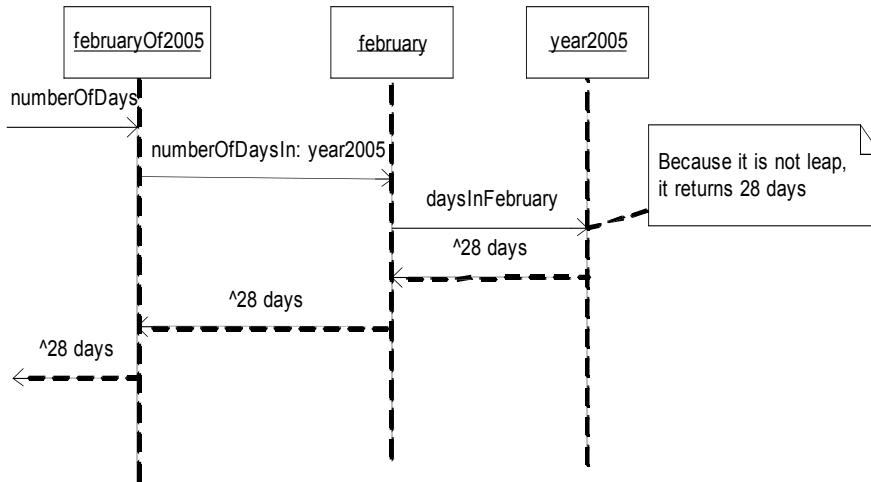 februaryOf2005
february
year2005
numberOfDays
numberOfDaysIn: year2005
Because it is not leap,
it returns 28 days
daysInFebruary
^28 days
^28 days
^28 days